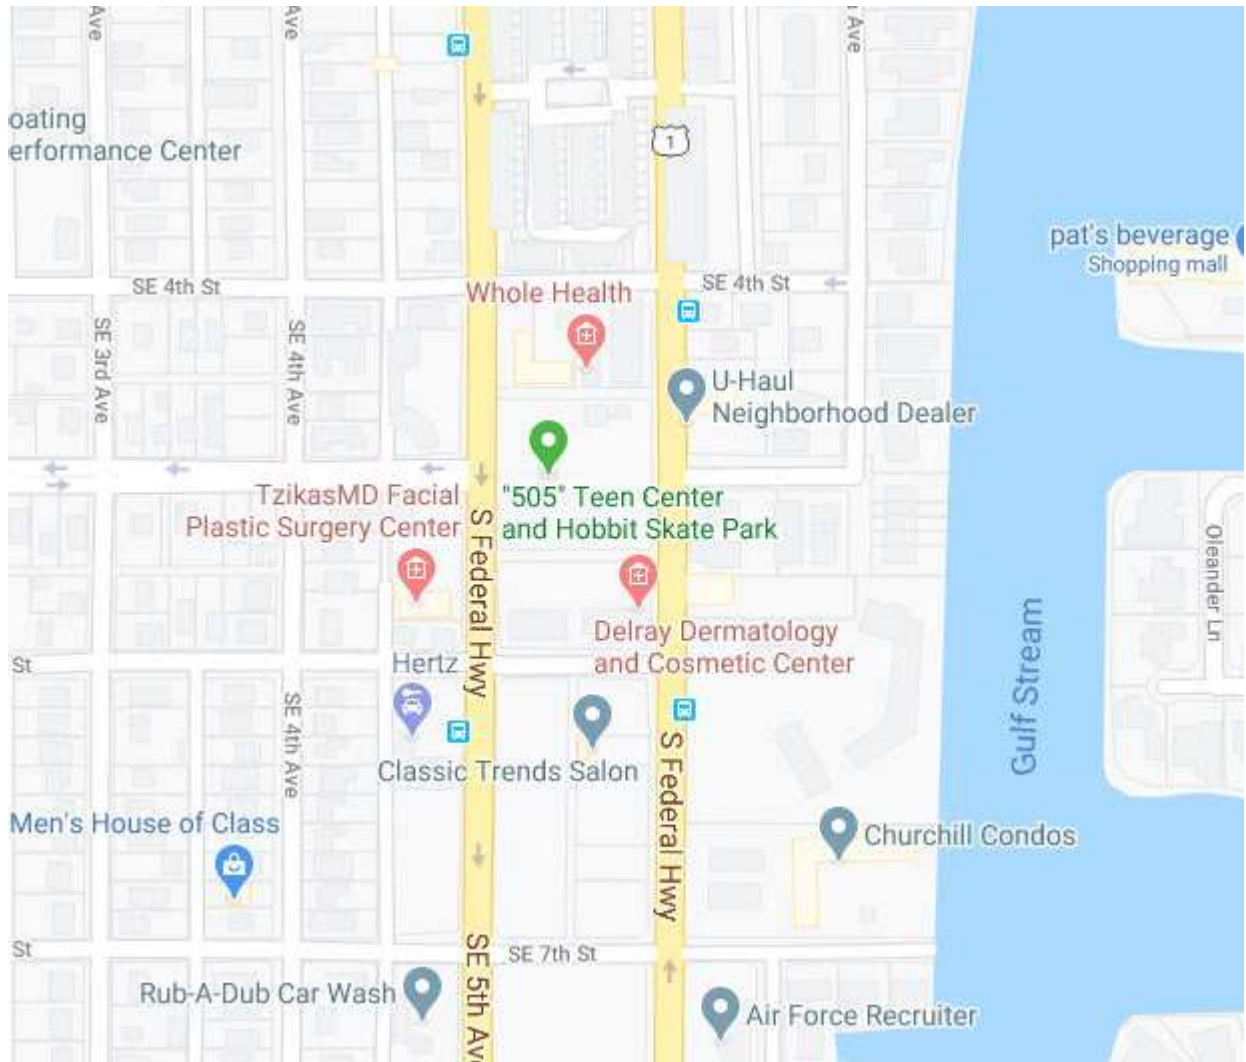 Ave
Ave
Ave
oating
erformance Center
1
pat's beverage
Shopping mall
SE 4th St
SE 4th St
Whole Health
SE 3rd Ave
SE 4th Ave
U-Haul
Neighborhood Dealer
TzikasMD Facial
Plastic Surgery Center
"505" Teen Center
and Hobbit Skate Park
S Federal Hwy
Oleander Ln
Delray Dermatology
and Cosmetic Center
St
Hertz
Gulf Stream
SE 4th Ave
S Federal Hwy
Classic Trends Salon
Men's House of Class
Churchill Condos
St
SE 7th St
SE 5th Av
Rub-A-Dub Car Wash
Air Force Recruiter